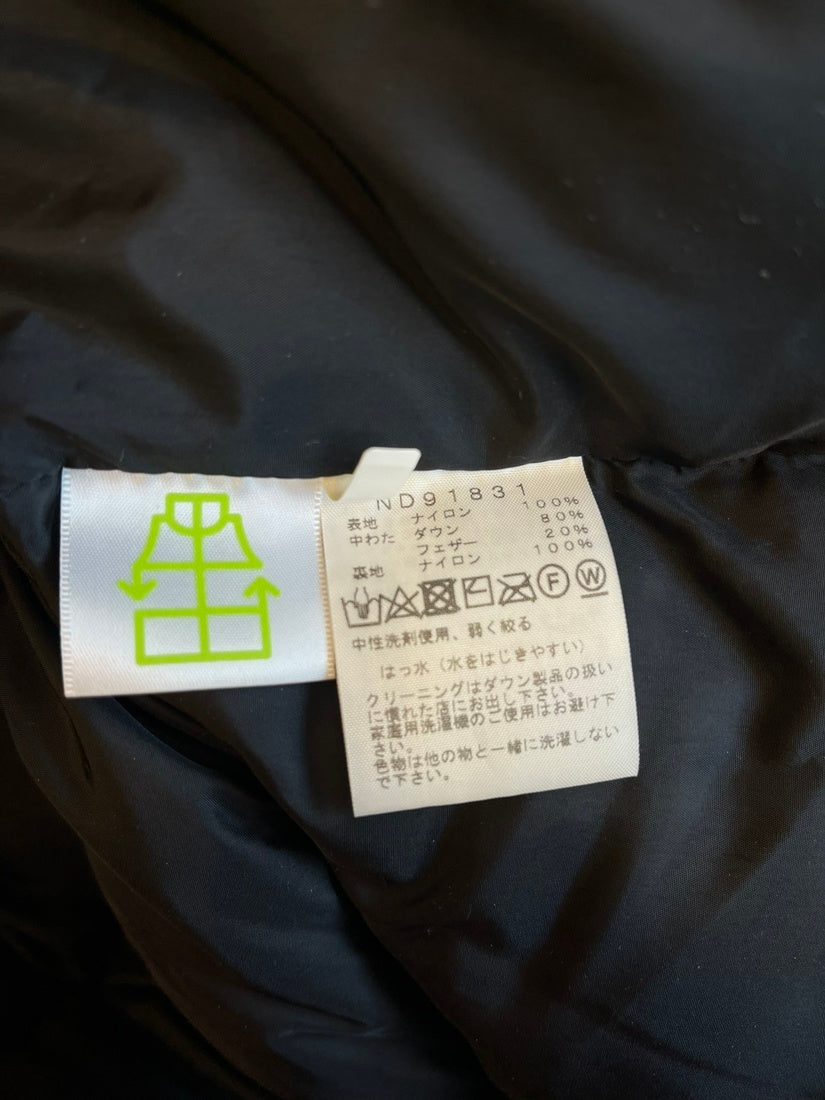 ND91831
表地 ナイロン 100%
中わた ダウン 80%
フェザー 20%
裏地 ナイロン 100%
F W
中性洗剤使用、弱く絞る
はっ水（水をはじきやすい）
クリーニングはダウン製品の扱い
に慣れた店にお出し下さい。
家庭用洗濯機のご使用はお避け下
さい。
色物は他の物と一緒に洗濯しない
で下さい。